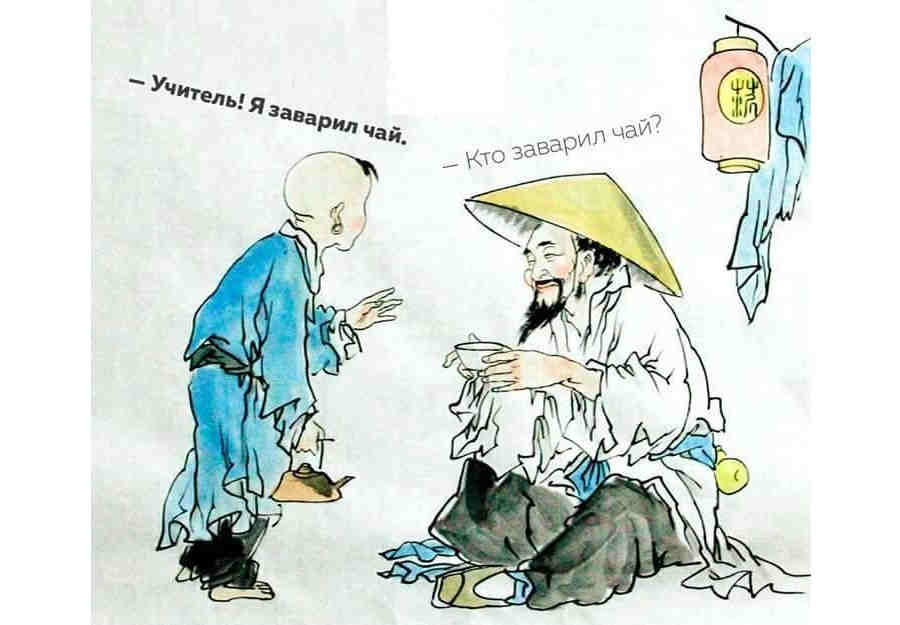 — Учитель! Я заварил чай.
— Кто заварил чай?